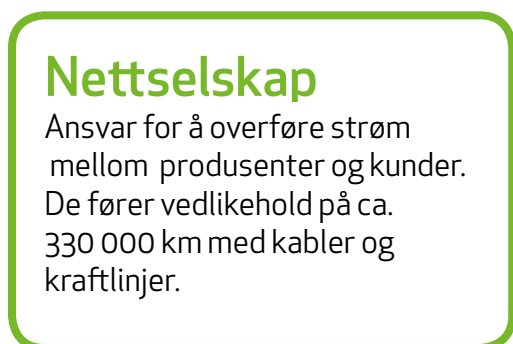 Nettselskap
Ansvar for å overføre strøm
mellom produsenter og kunder.
De fører vedlikehold på ca.
330 000 km med kabler og
kraftlinjer.